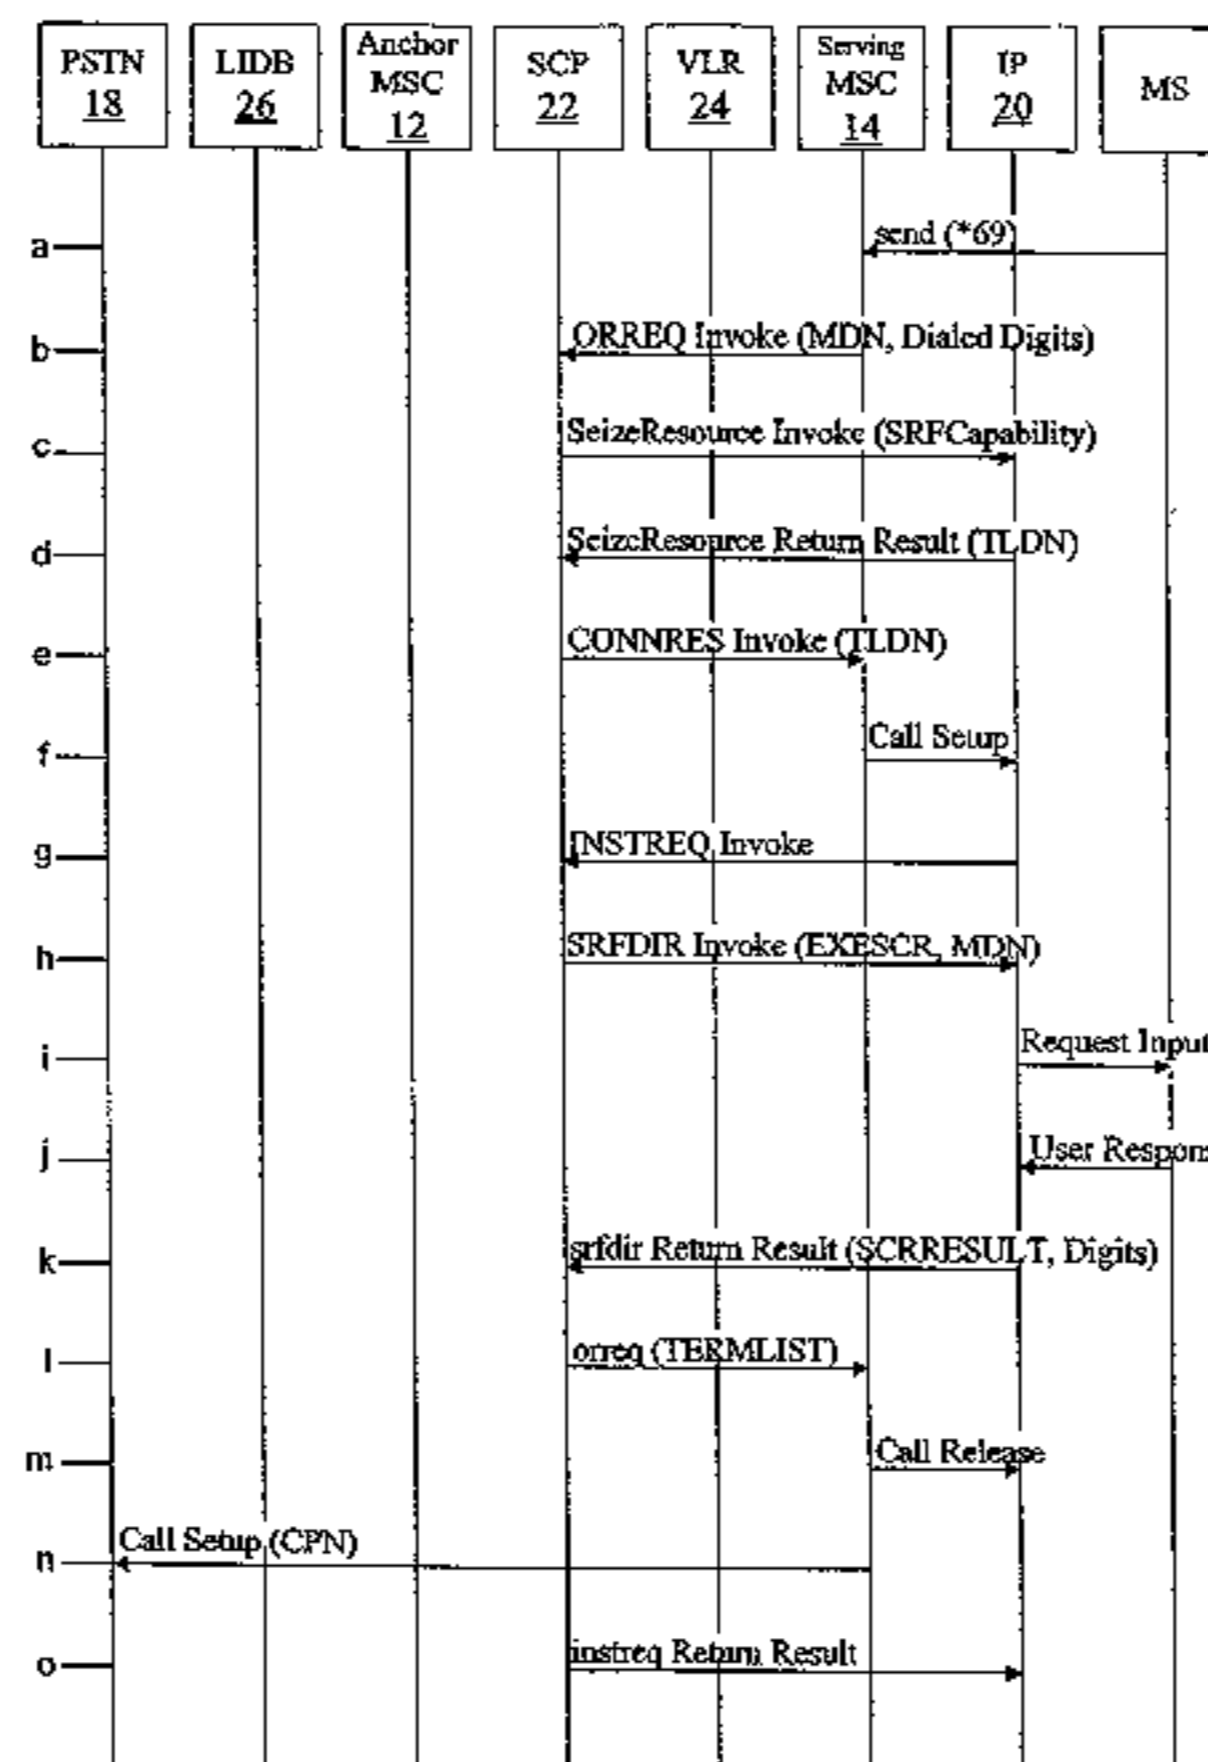 PSTN
18
LIDB
26
Anchor
MSC
12
SCP
22
VLR
24
Serving
MSC
14
IP
20
MS
a
send (*69)
b
ORREQ Invoke (MDN, Dialed Digits)
c
SeizeResource Invoke (SRFCapability)
d
SeizeResource Return Result (TLDN)
e
CONNRES Invoke (TLDN)
f
Call Setup
g
INSTREQ Invoke
h
SRFDIR Invoke (EXESCR, MDN)
i
Request Input
j
User Respon
k
srfdir Return Result (SCRRESULT, Digits)
l
orreq (TERMLIST)
m
Call Release
n
Call Setup (CPN)
o
instreq Return Result